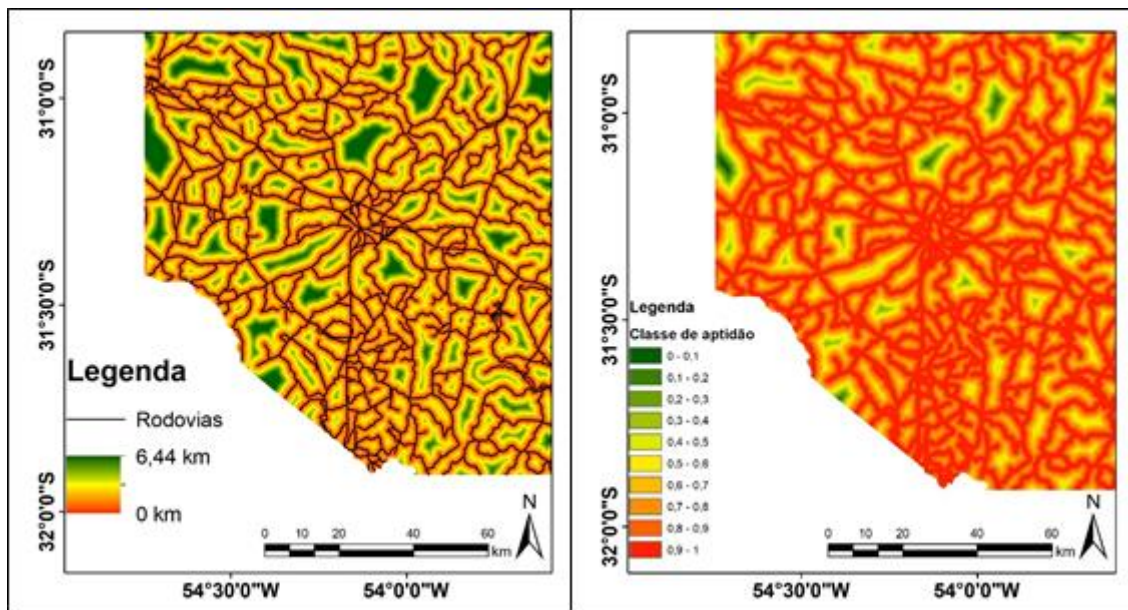 31°0'0"S
31°30'0"S
32°0'0"S
Legenda
Rodovias
6,44 km
0 km
N
0 10 20 40 60
km
54°30'0"W 54°0'0"W
31°0'0"S
31°30'0"S
32°0'0"S
Legenda
Classe de aptidão
0 - 0,1
0,1 - 0,2
0,2 - 0,3
0,3 - 0,4
0,4 - 0,5
0,5 - 0,6
0,6 - 0,7
0,7 - 0,8
0,8 - 0,9
0,9 - 1
N
0 10 20 40 60
km
54°30'0"W 54°0'0"W